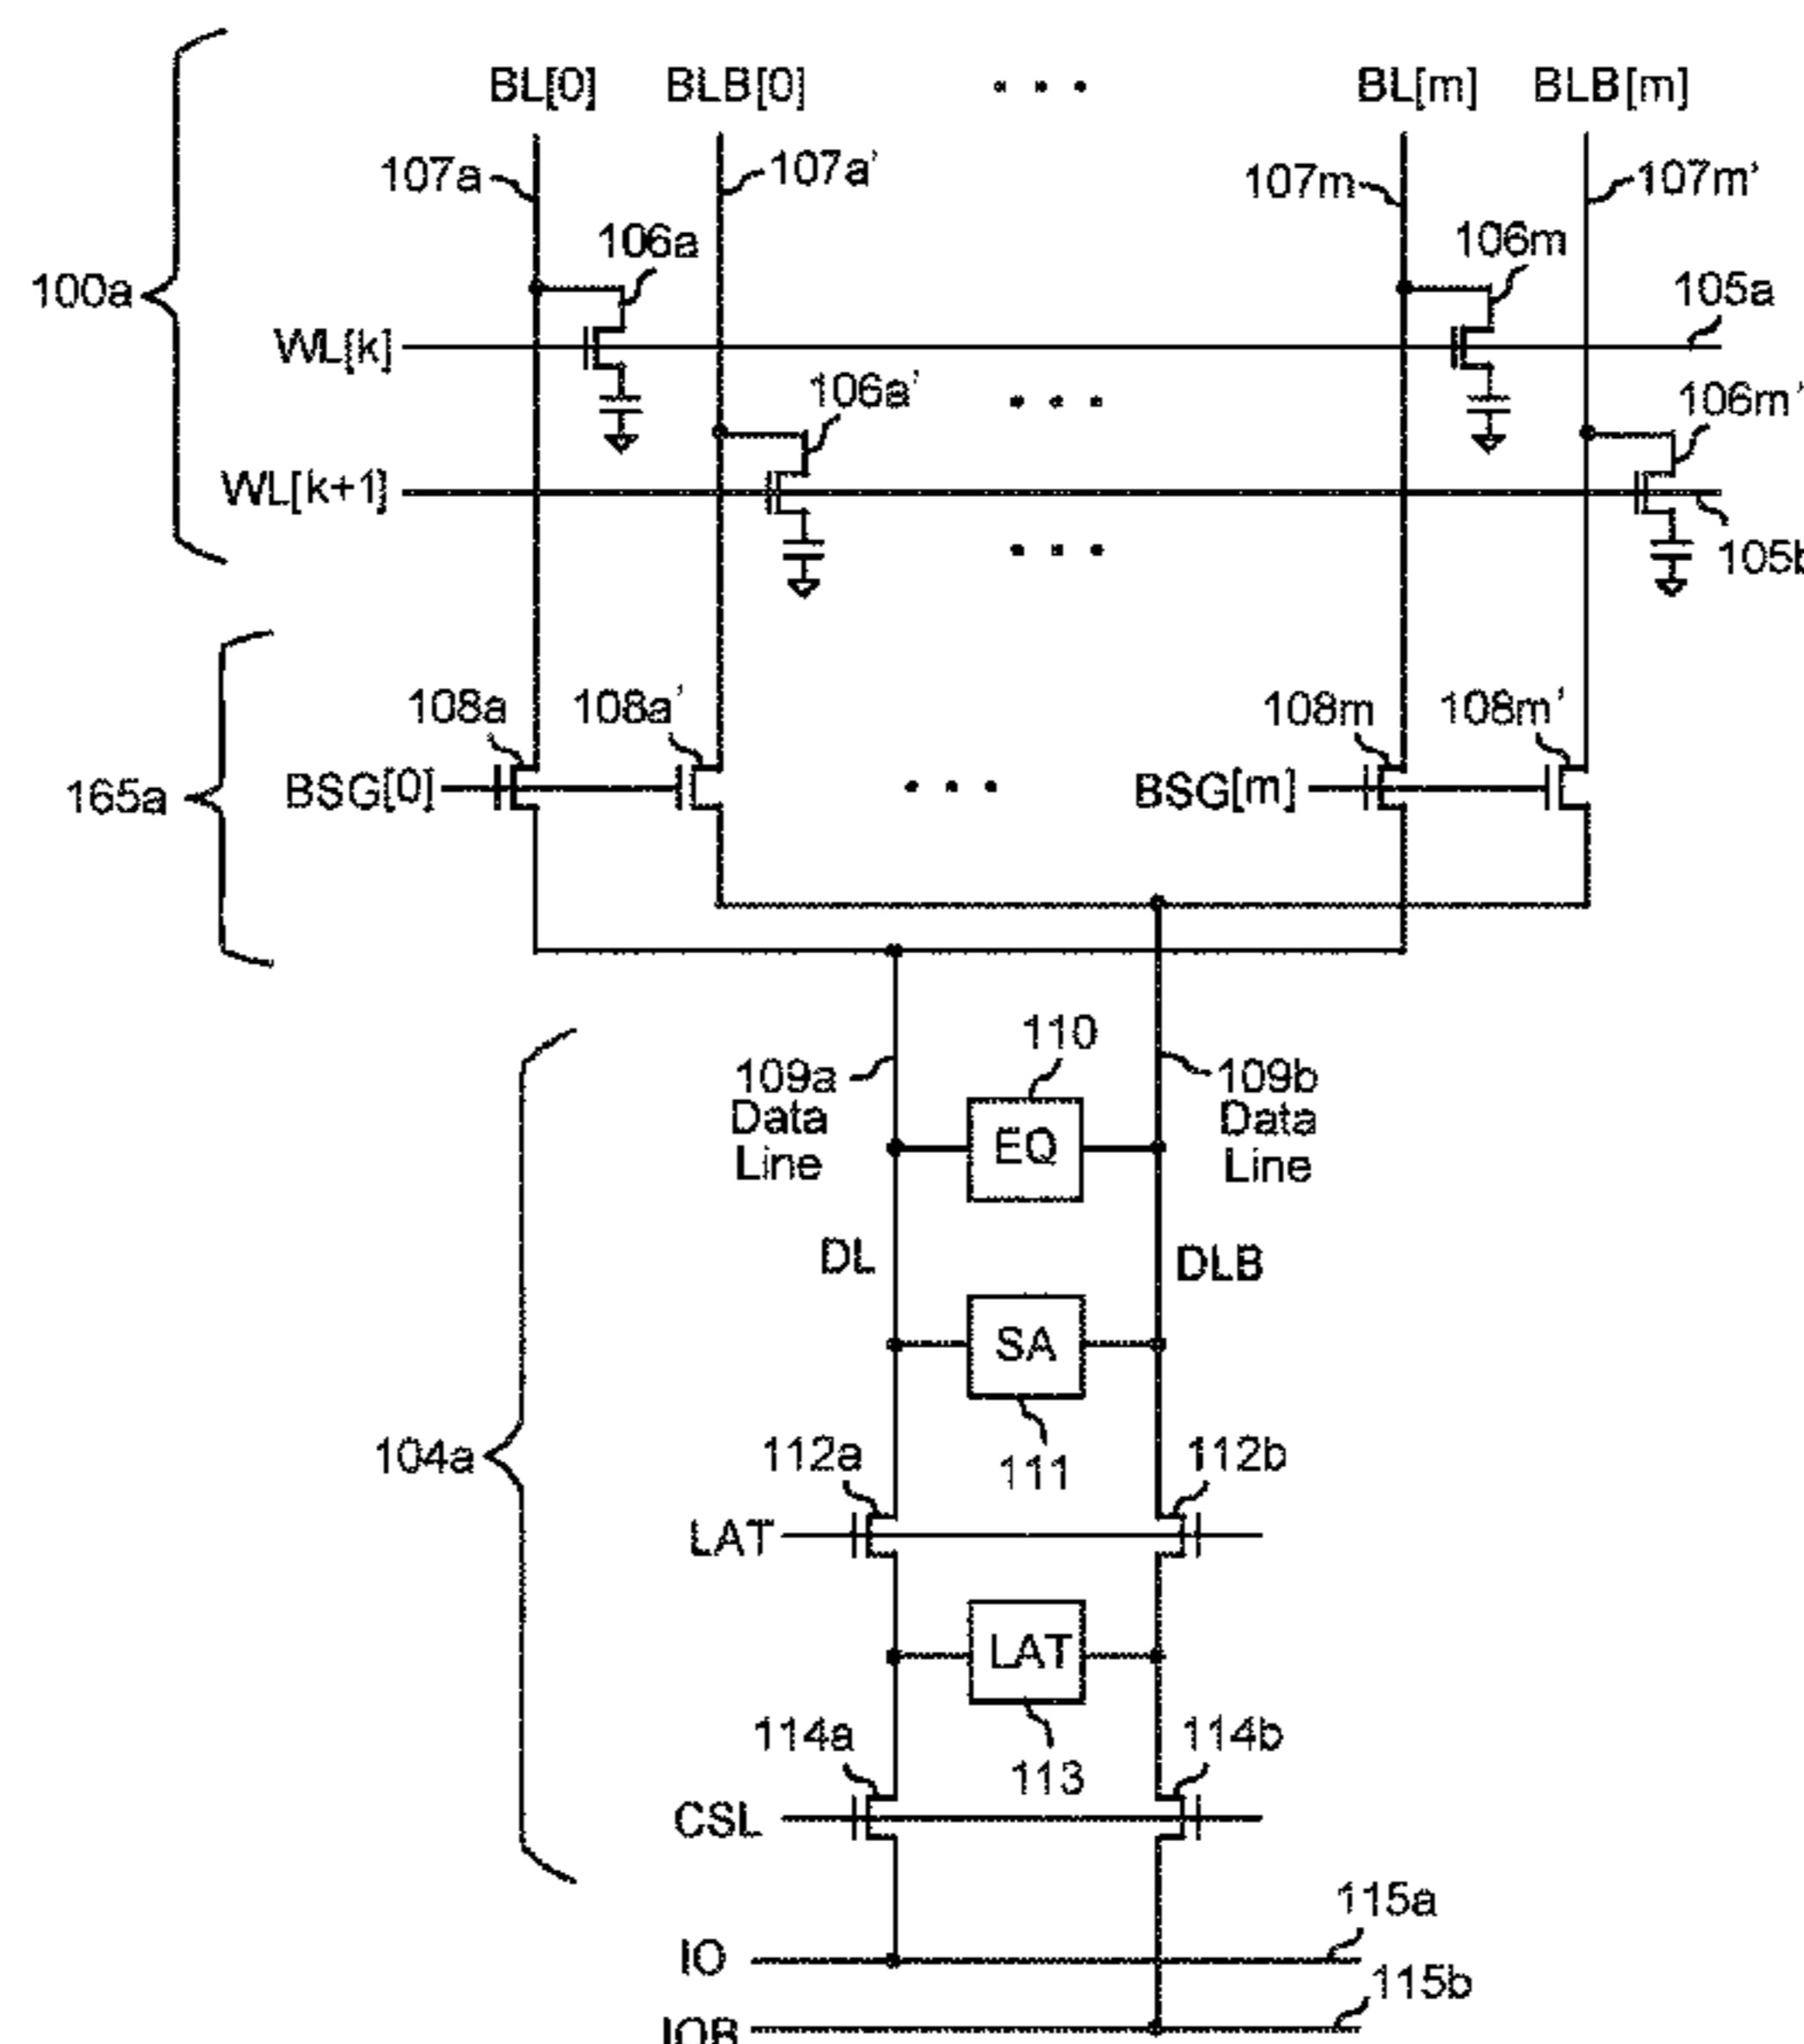 BL[0] BLB[0] • • • BL[m] BLB[m]
107a 107a' 107m 107m'
106a 106m
100a 105a
WL[k]
106a' • • • 106m'
WL[k+1]
• • • 105b
108a 108a' 108m 108m'
165a BSG[0] • • • BSG[m]
110
109a 109b
Data Data
Line EQ Line
DL DLB
SA
104a 112a 111 112b
LAT
LAT
114a 113 114b
CSL
115a
IO
115b
IOB